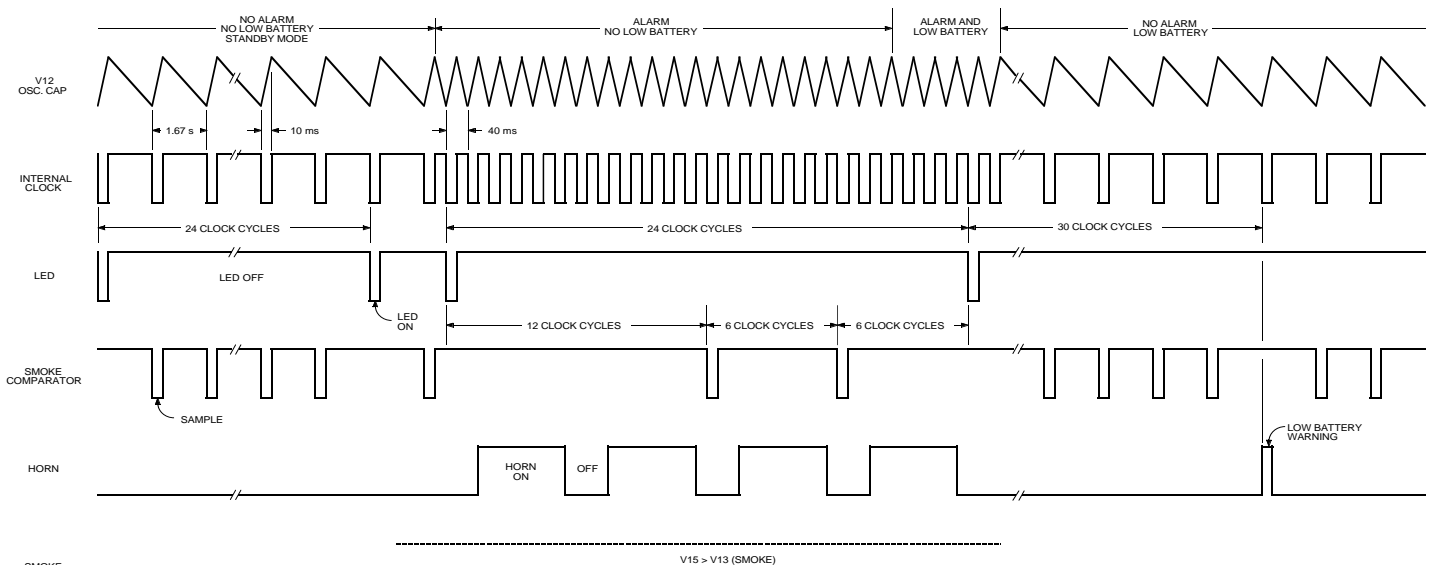 NO ALARM
NO LOW BATTERY
STANDBY MODE
ALARM
NO LOW BATTERY
ALARM AND
LOW BATTERY
NO ALARM
LOW BATTERY
V12
OSC. CAP
1.67 s
10 ms
40 ms
INTERNAL
CLOCK
24 CLOCK CYCLES
24 CLOCK CYCLES
30 CLOCK CYCLES
LED
LED OFF
LED
ON
12 CLOCK CYCLES
6 CLOCK CYCLES
6 CLOCK CYCLES
SMOKE
COMPARATOR
SAMPLE
LOW BATTERY
WARNING
HORN
HORN
ON
OFF
V15 > V13 (SMOKE)
SMOKE